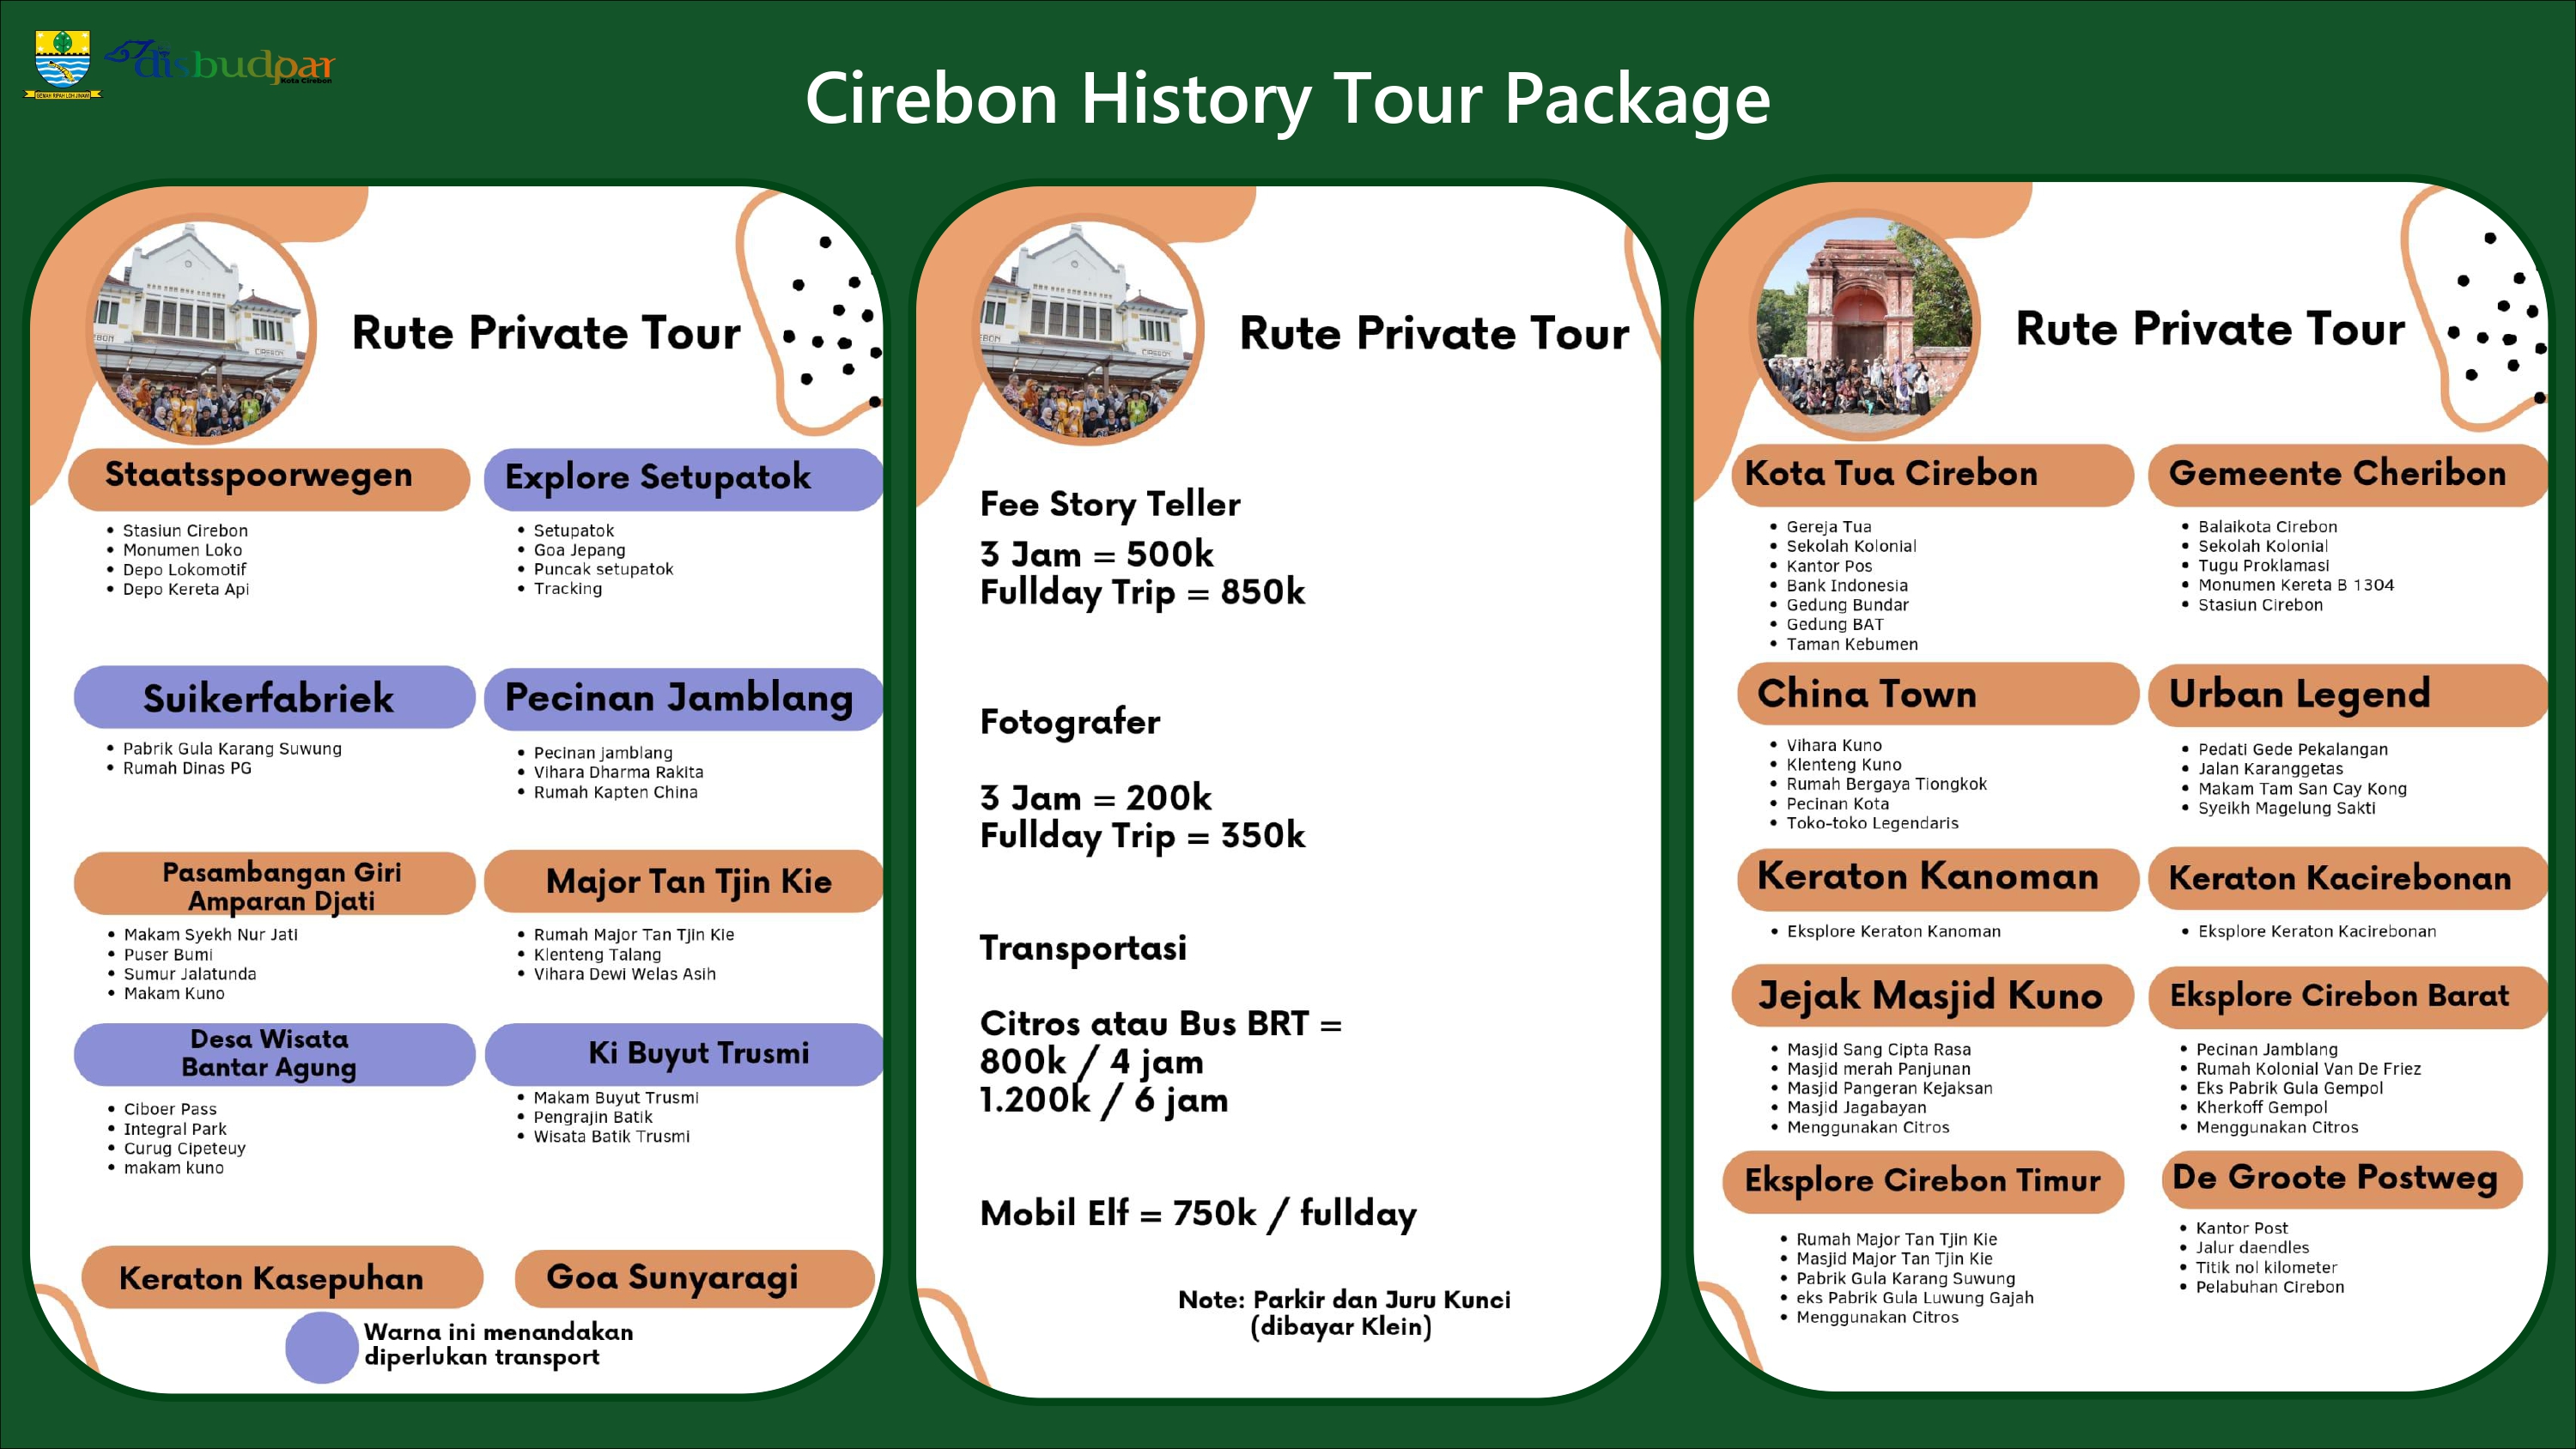 disbudpar
Kota Cirebon
Cirebon History Tour Package
Rute Private Tour
Staatsspoorwegen
• Stasiun Cirebon
• Monumen Loko
• Depo Lokomotif
• Depo Kereta Api
Explore Setupatok
• Setupatok
• Goa Jepang
• Puncak setupatok
• Tracking
Suikerfabriek
• Pabrik Gula Karang Suwung
• Rumah Dinas PG
Pecinan Jamblang
• Pecinan jamblang
• Vihara Dharma Rakita
• Rumah Kapten China
Pasambangan Giri
Amparan Djati
• Makam Syekh Nur Jati
• Puser Bumi
• Sumur Jalatunda
• Makam Kuno
Major Tan Tjin Kie
• Rumah Major Tan Tjin Kie
• Klenteng Talang
• Vihara Dewi Welas Asih
Desa Wisata
Bantar Agung
• Ciboer Pass
• Integral Park
• Curug Cipeteuy
• makam kuno
Ki Buyut Trusmi
• Makam Buyut Trusmi
• Pengrajin Batik
• Wisata Batik Trusmi
Keraton Kasepuhan
Goa Sunyaragi
Warna ini menandakan
diperlukan transport
Rute Private Tour
Fee Story Teller
3 Jam = 500k
Fullday Trip = 850k
Fotografer
3 Jam = 200k
Fullday Trip = 350k
Transportasi
Citros atau Bus BRT =
800k / 4 jam
1.200k / 6 jam
Mobil Elf = 750k / fullday
Note: Parkir dan Juru Kunci
(dibayar Klein)
Rute Private Tour
Kota Tua Cirebon
• Gereja Tua
• Sekolah Kolonial
• Kantor Pos
• Bank Indonesia
• Gedung Bundar
• Gedung BAT
• Taman Kebumen
Gemeente Cheribon
• Balaikota Cirebon
• Sekolah Kolonial
• Tugu Proklamasi
• Monumen Kereta B 1304
• Stasiun Cirebon
China Town
• Vihara Kuno
• Klenteng Kuno
• Rumah Bergaya Tiongkok
• Pecinan Kota
• Toko-toko Legendaris
Urban Legend
• Pedati Gede Pekalangan
• Jalan Karanggetas
• Makam Tam San Cay Kong
• Syeikh Magelung Sakti
Keraton Kanoman
• Eksplore Keraton Kanoman
Keraton Kacirebonan
• Eksplore Keraton Kacirebonan
Jejak Masjid Kuno
• Masjid Sang Cipta Rasa
• Masjid merah Panjunan
• Masjid Pangeran Kejaksan
• Masjid Jagabayan
• Menggunakan Citros
Eksplore Cirebon Barat
• Pecinan Jamblang
• Rumah Kolonial Van De Friez
• Eks Pabrik Gula Gempol
• Kherkoff Gempol
• Menggunakan Citros
Eksplore Cirebon Timur
• Rumah Major Tan Tjin Kie
• Masjid Major Tan Tjin Kie
• Pabrik Gula Karang Suwung
• eks Pabrik Gula Luwung Gajah
• Menggunakan Citros
De Groote Postweg
• Kantor Post
• Jalur daendles
• Titik nol kilometer
• Pelabuhan Cirebon